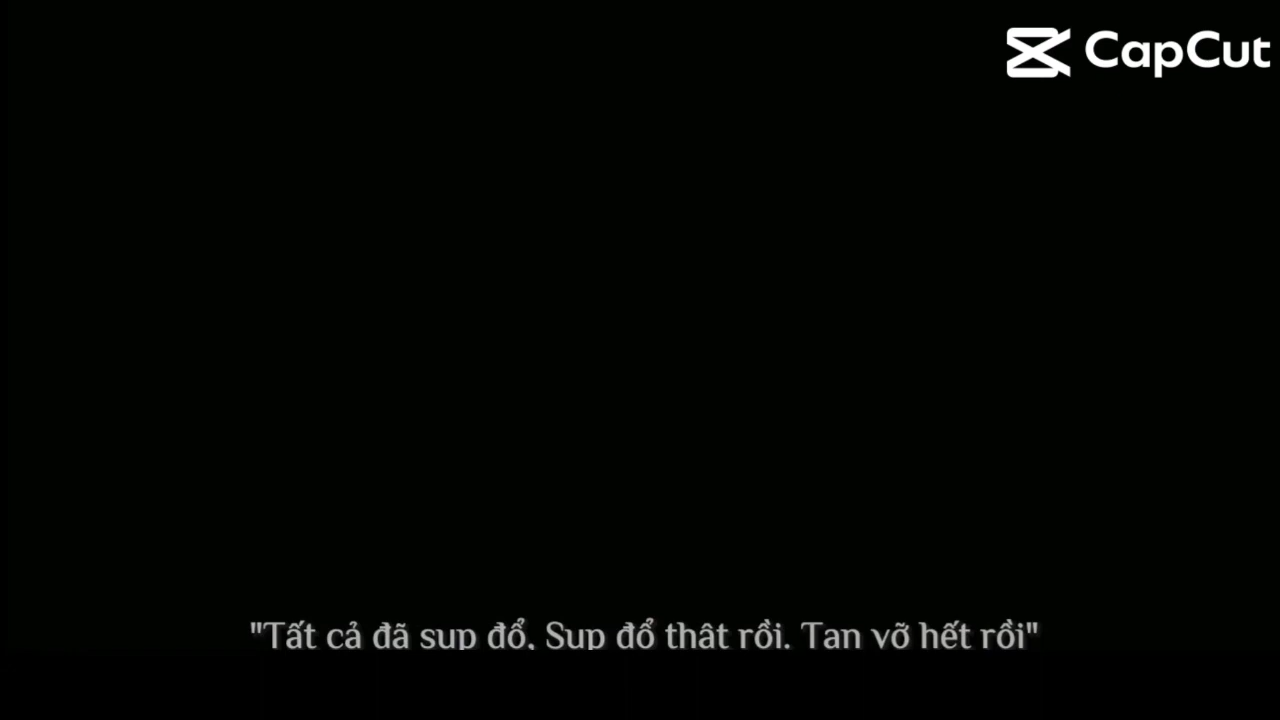 CapCut
"Tất cả đã sụp đổ, Sụp đổ thật rồi. Tan vỡ hết rồi"